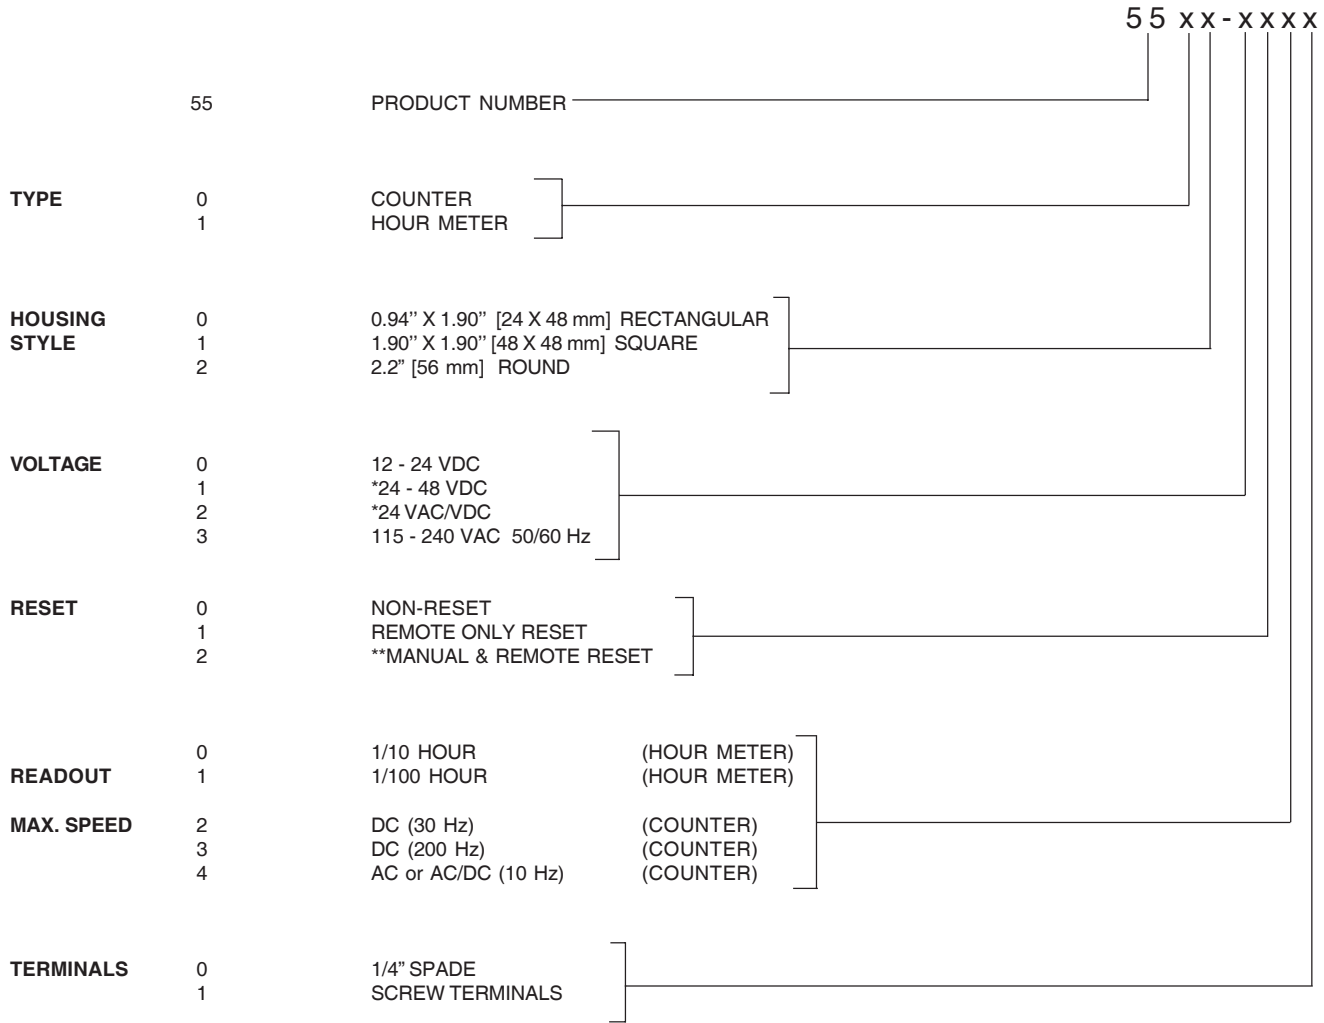 55 xx-xxxx
55 PRODUCT NUMBER
TYPE 0 COUNTER
1 HOUR METER
HOUSING 0 0.94’’ X 1.90’’ [24 X 48 mm] RECTANGULAR
STYLE 1 1.90’’ X 1.90’’ [48 X 48 mm] SQUARE
2 2.2” [56 mm] ROUND
VOLTAGE 0 12 - 24 VDC
1 *24 - 48 VDC
2 *24 VAC/VDC
3 115 - 240 VAC 50/60 Hz
RESET 0 NON-RESET
1 REMOTE ONLY RESET
2 **MANUAL & REMOTE RESET
0 1/10 HOUR (HOUR METER)
READOUT 1 1/100 HOUR (HOUR METER)
MAX. SPEED 2 DC (30 Hz) (COUNTER)
3 DC (200 Hz) (COUNTER)
4 AC or AC/DC (10 Hz) (COUNTER)
TERMINALS 0 1/4” SPADE
1 SCREW TERMINALS